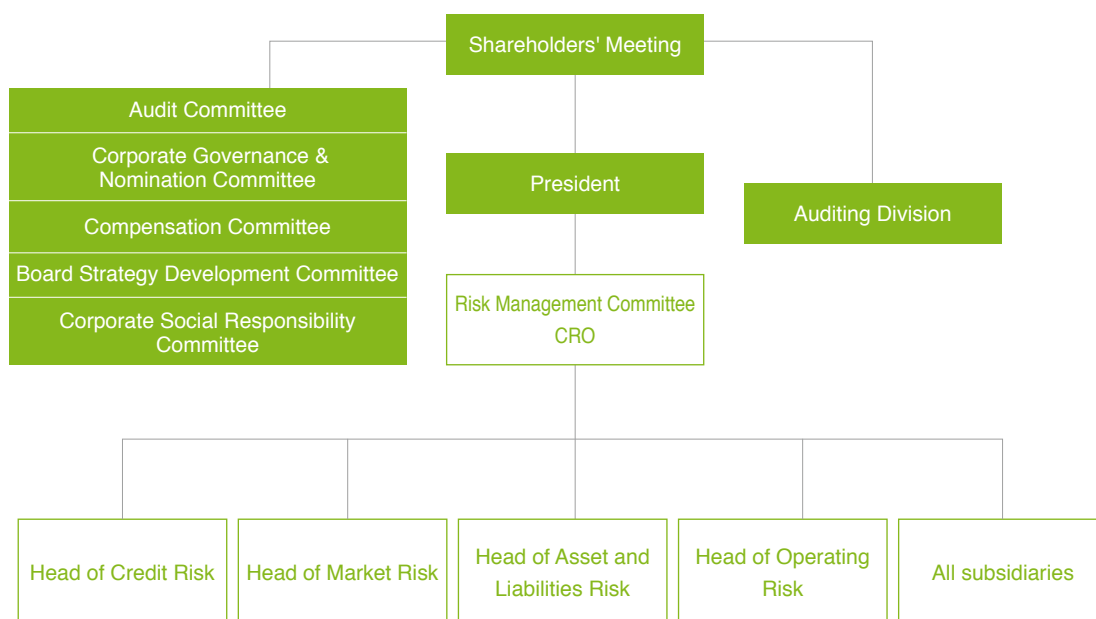 Shareholders' Meeting
Audit Committee
Corporate Governance &
Nomination Committee
Compensation Committee
Board Strategy Development Committee
Corporate Social Responsibility
Committee
President
Auditing Division
Risk Management Committee
CRO
Head of Credit Risk
Head of Market Risk
Head of Asset and
Liabilities Risk
Head of Operating
Risk
All subsidiaries